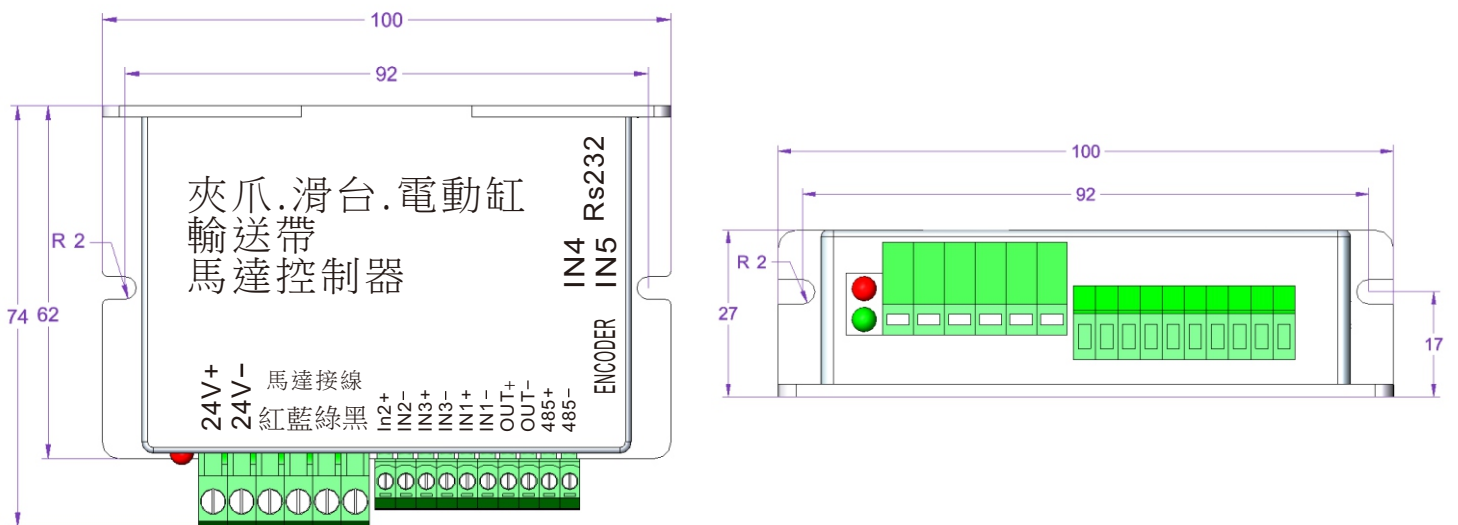 100
92
夾爪.滑台.電動缸
輸送帶
馬達控制器
Rs232
IN4
IN5
ENCODER
R 2
74
62
24V+
24V-
馬達接線
紅藍綠黑
In2+
IN2-
IN3+
IN3-
IN1+
IN1-
OUT+
OUT-
485+
485-
100
92
R 2
27
17